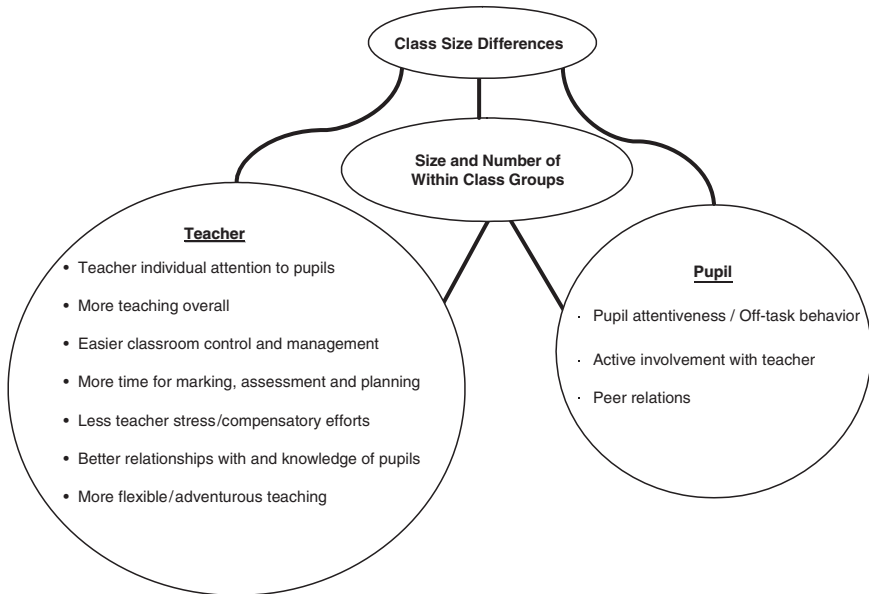 Class Size Differences
Size and Number of
Within Class Groups
Teacher
• Teacher individual attention to pupils
• More teaching overall
• Easier classroom control and management
• More time for marking, assessment and planning
• Less teacher stress/compensatory efforts
• Better relationships with and knowledge of pupils
• More flexible/adventurous teaching
Pupil
· Pupil attentiveness / Off-task behavior
· Active involvement with teacher
· Peer relations